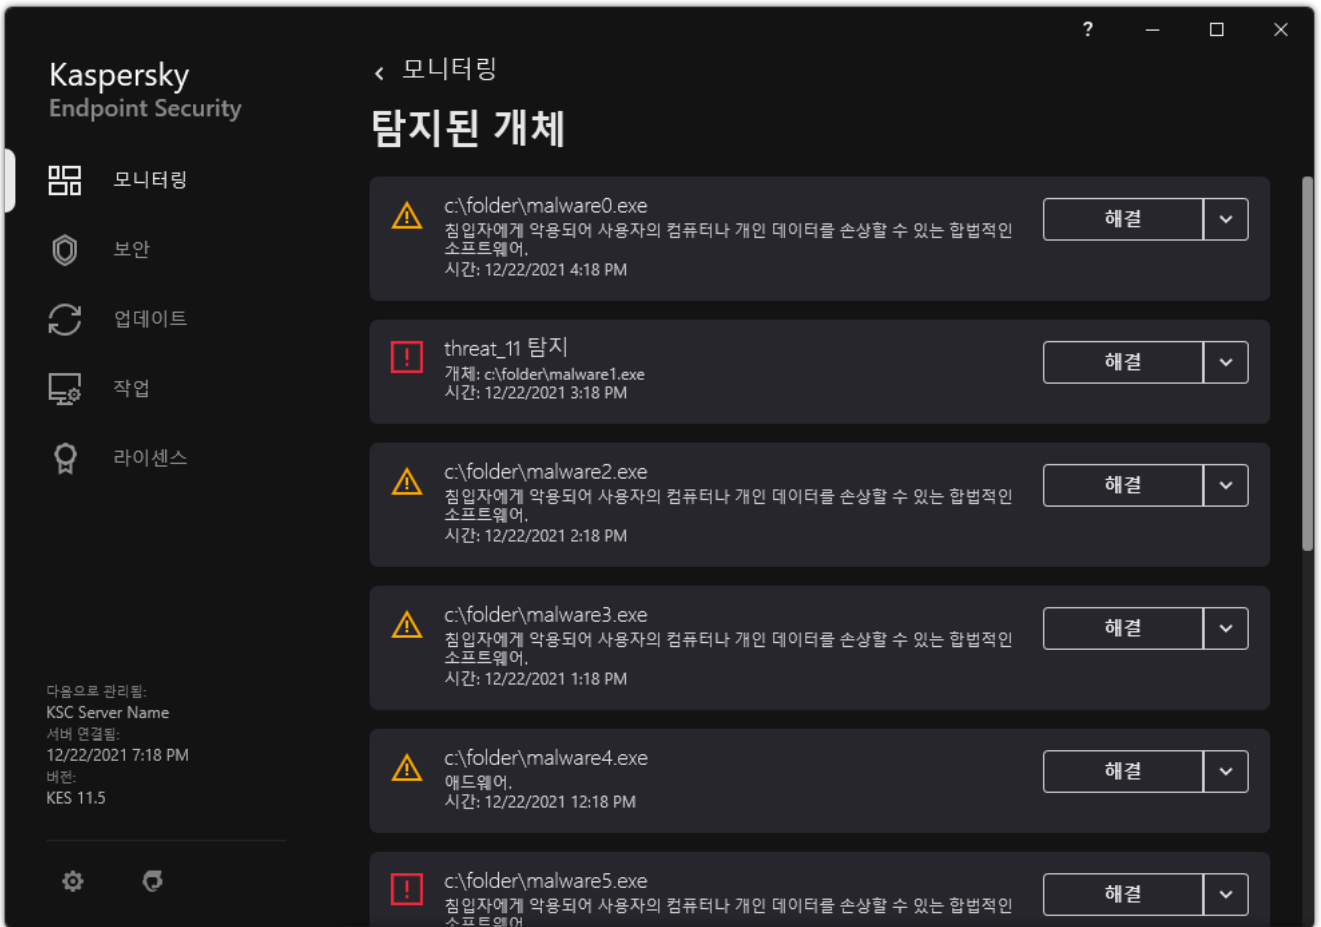 ?
Kaspersky
Endpoint Security
모니터링
보안
업데이트
작업
라이센스
다음으로 관리됨:
KSC Server Name
서버 연결됨:
12/22/2021 7:18 PM
버전:
KES 11.5
모니터링
탐지된 개체
c:\folder\malware0.exe
침입자에게 악용되어 사용자의 컴퓨터나 개인 데이터를 손상할 수 있는 합법적인
소프트웨어.
시간: 12/22/2021 4:18 PM
해결
threat_11 탐지
개체: c:\folder\malware1.exe
시간: 12/22/2021 3:18 PM
해결
c:\folder\malware2.exe
침입자에게 악용되어 사용자의 컴퓨터나 개인 데이터를 손상할 수 있는 합법적인
소프트웨어.
시간: 12/22/2021 2:18 PM
해결
c:\folder\malware3.exe
침입자에게 악용되어 사용자의 컴퓨터나 개인 데이터를 손상할 수 있는 합법적인
소프트웨어.
시간: 12/22/2021 1:18 PM
해결
c:\folder\malware4.exe
애드웨어.
시간: 12/22/2021 12:18 PM
해결
c:\folder\malware5.exe
침입자에게 악용되어 사용자의 컴퓨터나 개인 데이터를 손상할 수 있는 합법적인
해결